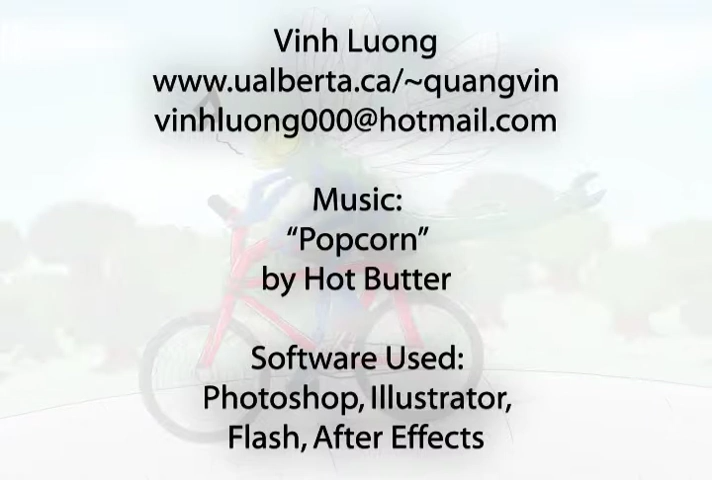 Vinh Luong
www.ualberta.ca/~quangvin
vinhluong000@hotmail.com
Music:
“Popcorn”
by Hot Butter
Software Used:
Photoshop, Illustrator,
Flash, After Effects